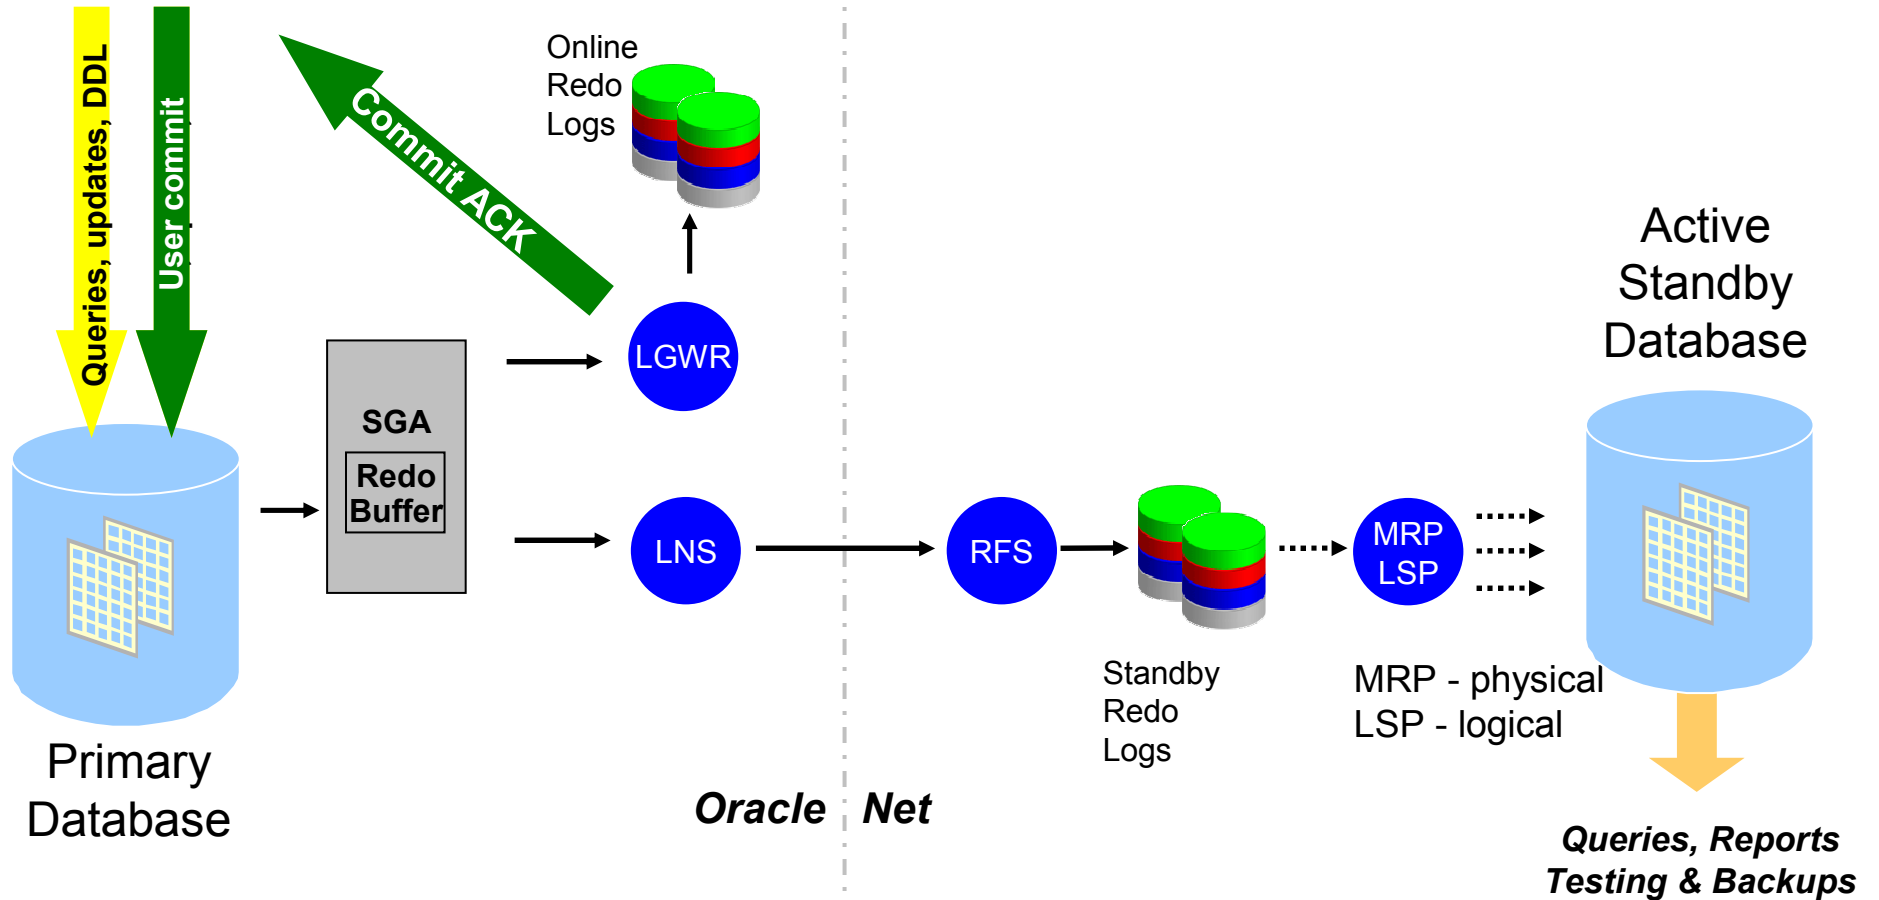 Queries, updates, DDL
User commit
Commit ACK
Online
Redo
Logs
LGWR
SGA
Redo
Buffer
LNS
RFS
MRP
LSP
Active
Standby
Database
Standby
Redo
Logs
MRP - physical
LSP - logical
Primary
Database
Oracle Net
Queries, Reports
Testing & Backups